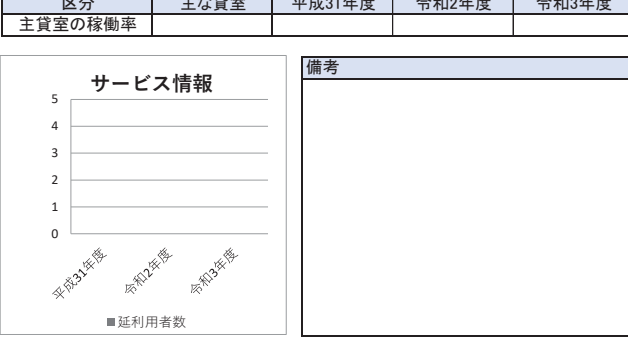 区分 主な貸室 平成31年度 令和2年度 令和3年度
主貸室の稼働率
サービス情報
5
4
3
2
1
0
平成31年度 令和2年度 令和3年度
■延利用者数
備考